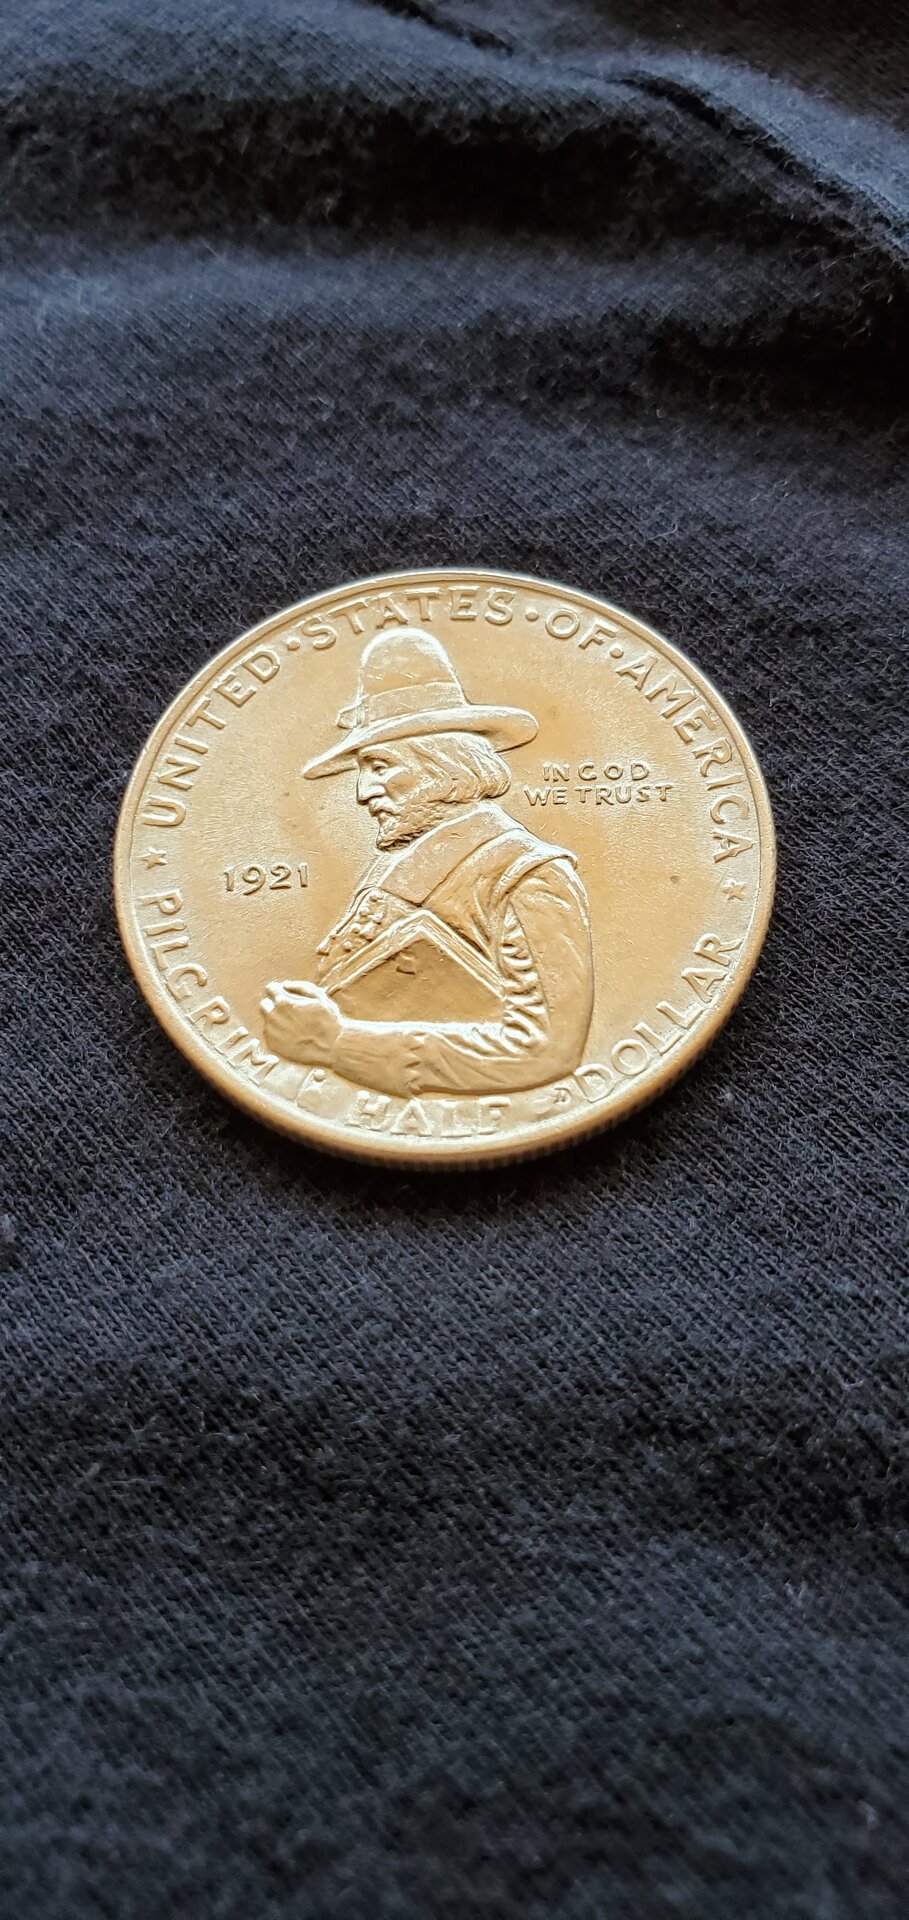 UNITED·STATES·OF·AMERICA
IN GOD
WE TRUST
1921
PILGRIM HALF DOLLAR
D